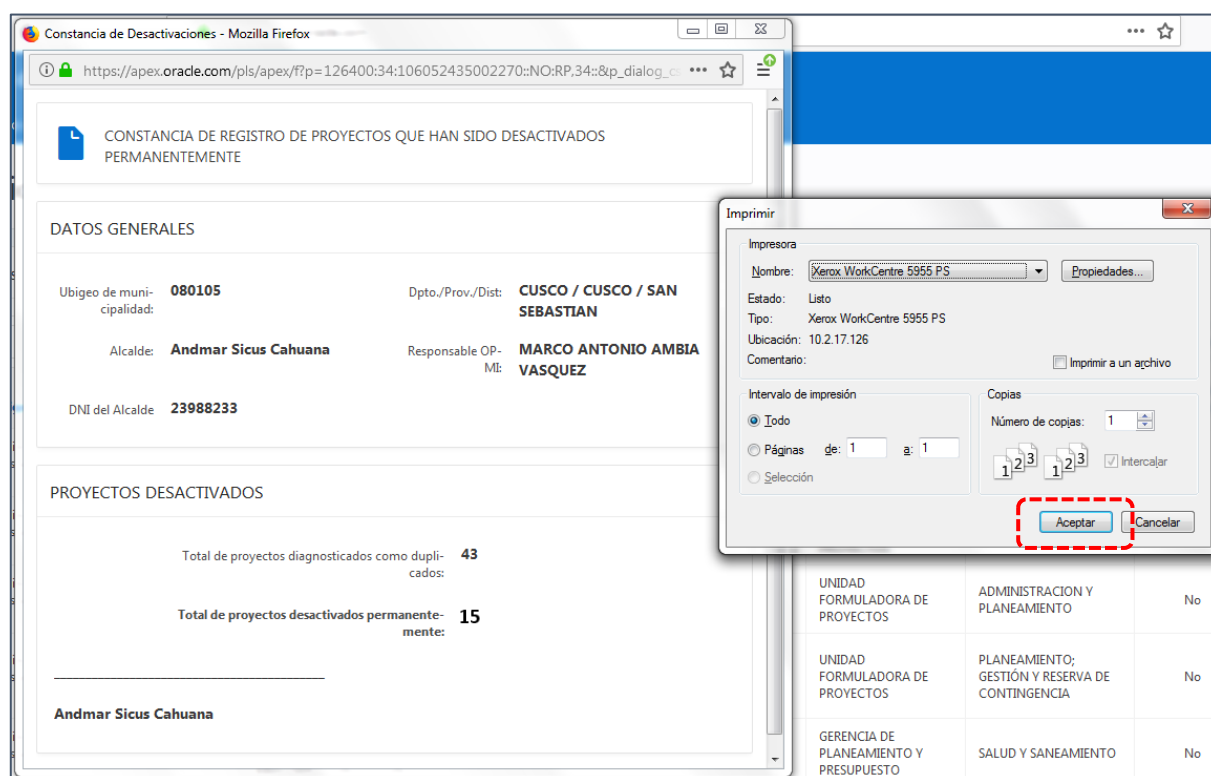 Constancia de Desactivaciones - Mozilla Firefox
https://apex.oracle.com/pls/apex/f?p=126400:34:106052435002270::NO:RP,34::&p_dialog_cs
CONSTANCIA DE REGISTRO DE PROYECTOS QUE HAN SIDO DESACTIVADOS
PERMANENTEMENTE
DATOS GENERALES
Ubigeo de muni-
cipalidad:
080105
Dpto./Prov./Dist:
CUSCO / CUSCO / SAN
SEBASTIAN
Alcalde:
Andmar Sicus Cahuana
Responsable OP-
MI:
MARCO ANTONIO AMBIA
VASQUEZ
DNI del Alcalde
23988233
PROYECTOS DESACTIVADOS
Total de proyectos diagnosticados como dupli-
cados:
43
Total de proyectos desactivados permanente-
mente:
15
Andmar Sicus Cahuana
Imprimir
Impresora
Nombre:
Xerox WorkCentre 5955 PS
Propiedades...
Estado:
Listo
Tipo:
Xerox WorkCentre 5955 PS
Ubicación:
10.2.17.126
Comentario:
Imprimir a un archivo
Intervalo de impresión
Todo
Páginas
de:
1
a:
1
Selección
Copias
Número de copias:
1
1 2 3
1 2 3
Intercalar
Aceptar
Cancelar
UNIDAD
FORMULADORA DE
PROYECTOS
ADMINISTRACION Y
PLANEAMIENTO
No
UNIDAD
FORMULADORA DE
PROYECTOS
PLANEAMIENTO;
GESTIÓN Y RESERVA DE
CONTINGENCIA
No
GERENCIA DE
PLANEAMIENTO Y
PRESUPUESTO
SALUD Y SANEAMIENTO
No